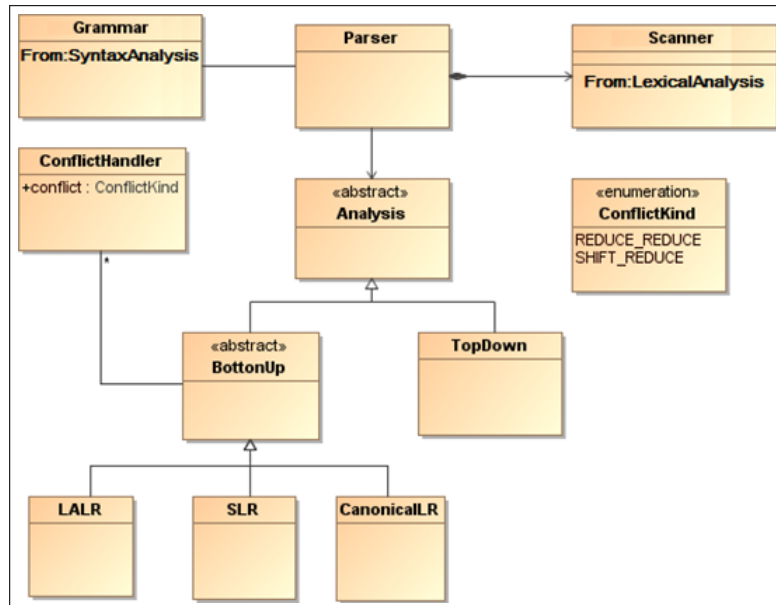 Grammar
From:SyntaxAnalysis
Parser
Scanner
From:LexicalAnalysis
ConflictHandler
+conflict : ConflictKind
*
«abstract»
Analysis
«enumeration»
ConflictKind
REDUCE_REDUCE
SHIFT_REDUCE
«abstract»
BottonUp
TopDown
LALR
SLR
CanonicalLR